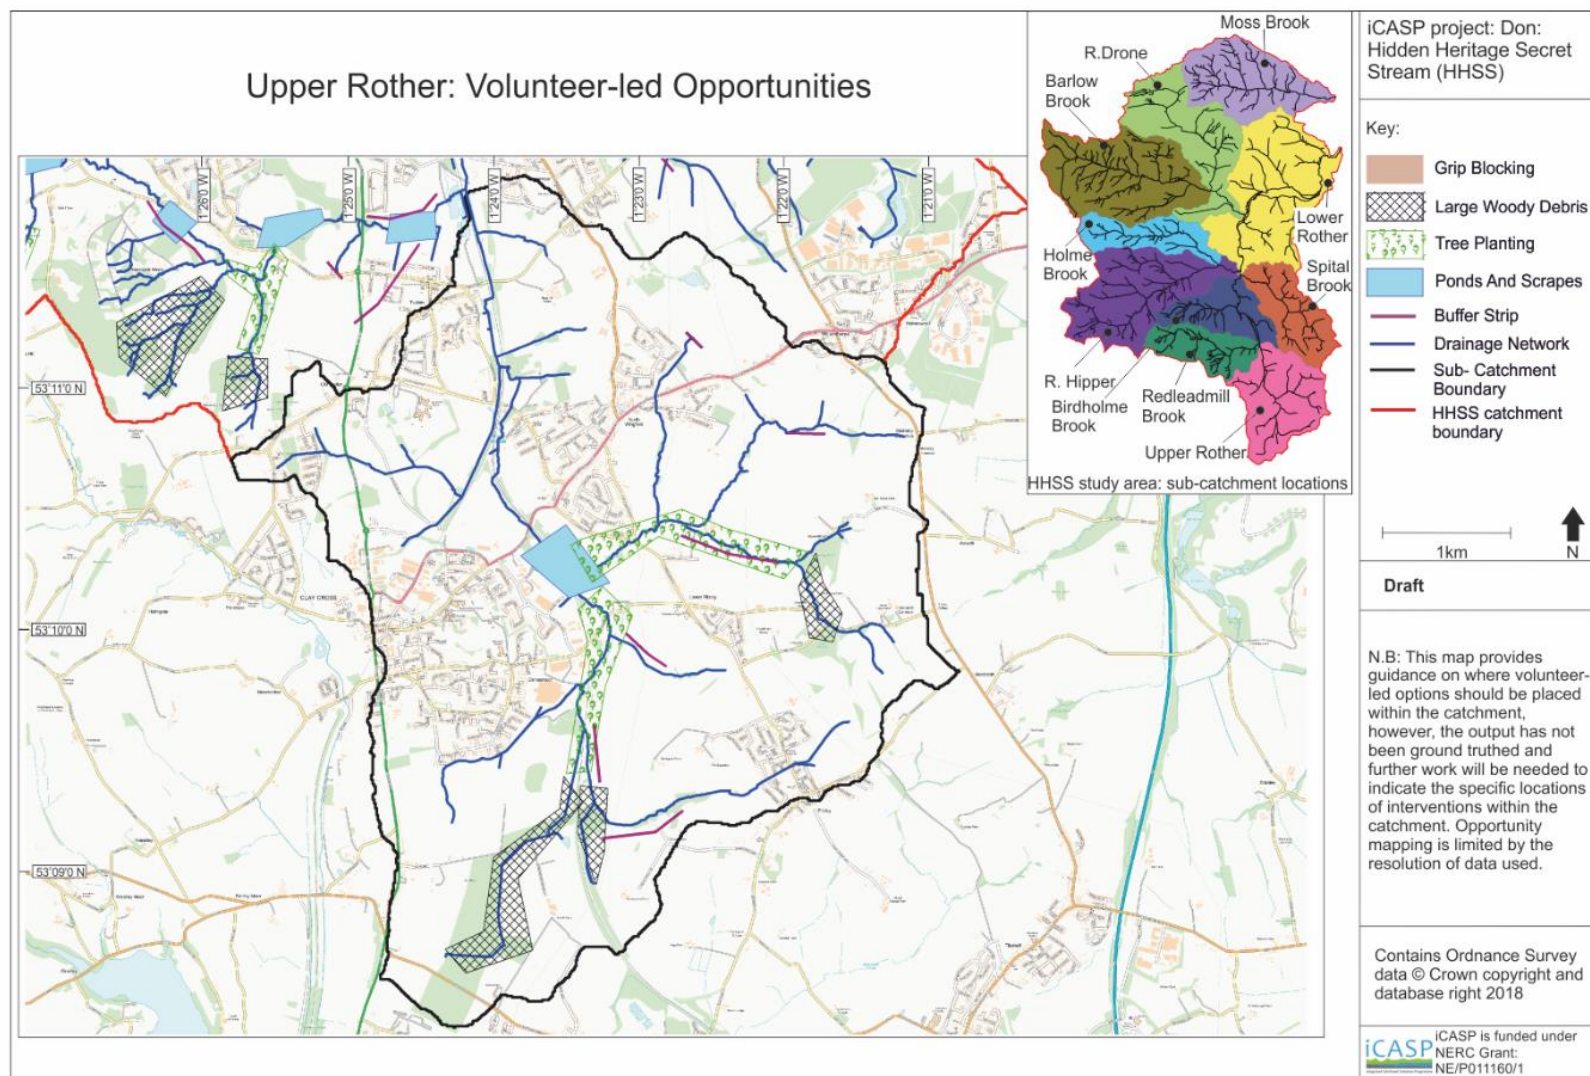 Upper Rother: Volunteer-led Opportunities
Moss Brook
R.Drone
Barlow
Brook
Lower
Rother
Holme
Brook
Spital
Brook
R. Hipper
Birdholme
Brook
Redleadmill
Brook
Upper Rother
HHSS study area: sub-catchment locations
1°26'0 W
1°25'0 W
1°24'0 W
1°23'0 W
1°22'0 W
1°21'0 W
53°11'0 N
53°10'0 N
53°09'0 N
CLAY CROSS
iCASP project: Don:
Hidden Heritage Secret
Stream (HHSS)
Key:
Grip Blocking
Large Woody Debris
Tree Planting
Ponds And Scrapes
Buffer Strip
Drainage Network
Sub- Catchment
Boundary
HHSS catchment
boundary
1km
N
Draft
N.B: This map provides
guidance on where volunteer-
led options should be placed
within the catchment,
however, the output has not
been ground truthed and
further work will be needed to
indicate the specific locations
of interventions within the
catchment. Opportunity
mapping is limited by the
resolution of data used.
Contains Ordnance Survey
data © Crown copyright and
database right 2018
iCASP
iCASP is funded under
NERC Grant:
NE/P011160/1